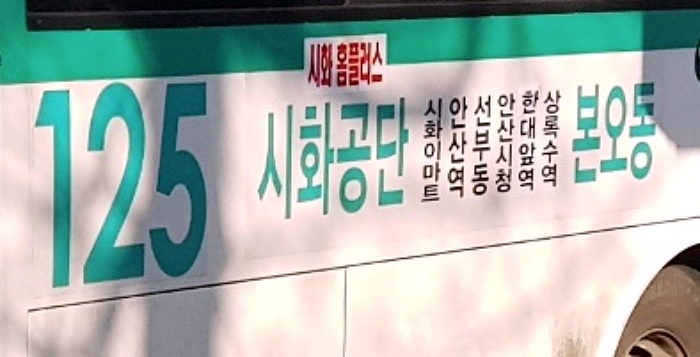 시화 홈플러스
125
시화공단
시화이마트
안산역
선부동
안산시청
한대앞역
상록수역
본오동